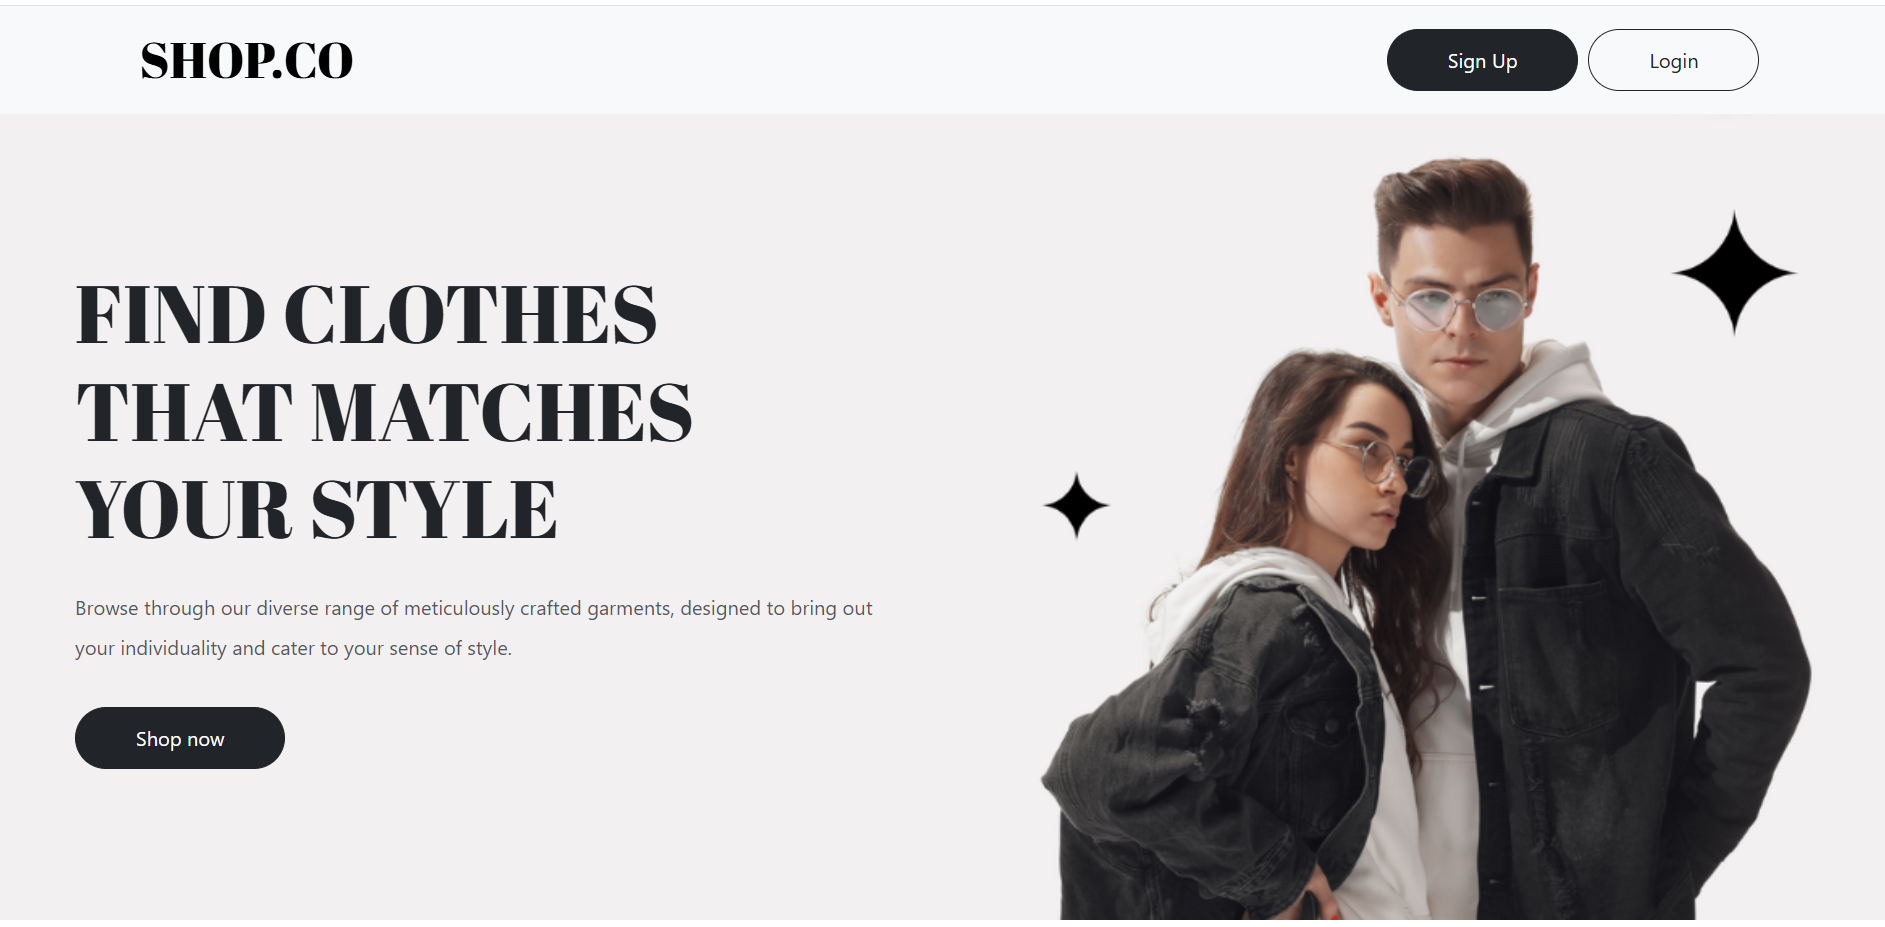 SHOP.CO
Sign Up
Login
FIND CLOTHES
THAT MATCHES
YOUR STYLE
Browse through our diverse range of meticulously crafted garments, designed to bring out
your individuality and cater to your sense of style.
Shop now